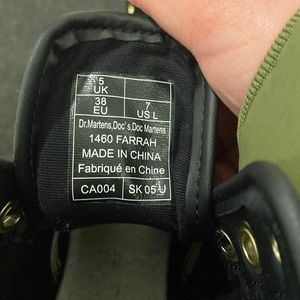 5
UK
38
EU
7
US L
Dr.Martens,Doc's,Doc Martens
1460 FARRAH
MADE IN CHINA
Fabriqué en Chine
CA004
SK 05 U